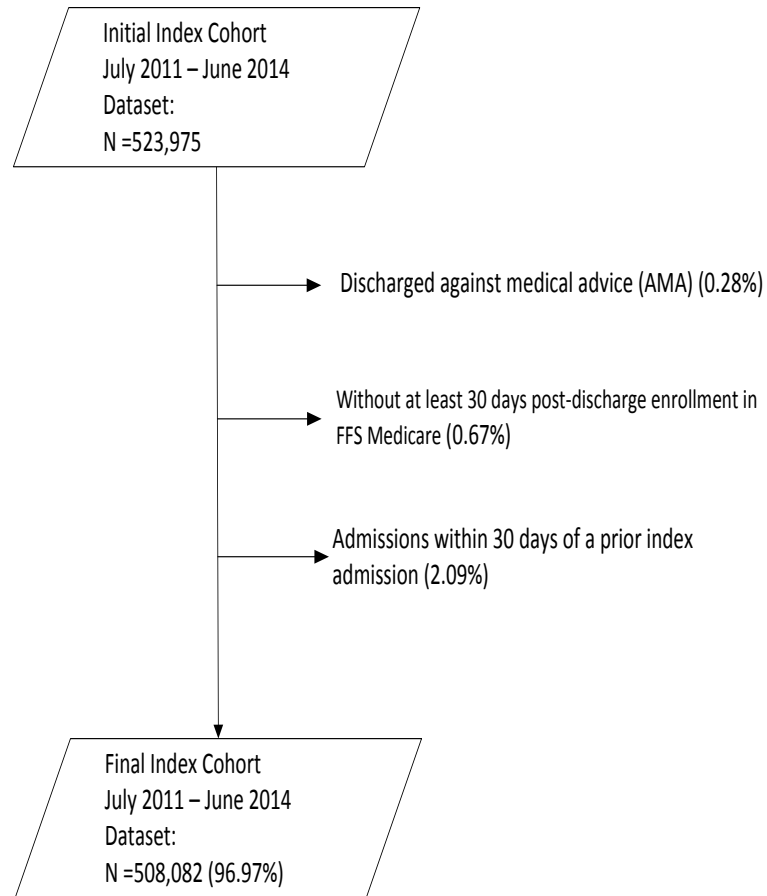 Initial Index Cohort
July 2011 – June 2014
Dataset:
N =523,975
Discharged against medical advice (AMA) (0.28%)
Without at least 30 days post-discharge enrollment in
FFS Medicare (0.67%)
Admissions within 30 days of a prior index
admission (2.09%)
Final Index Cohort
July 2011 – June 2014
Dataset:
N =508,082 (96.97%)